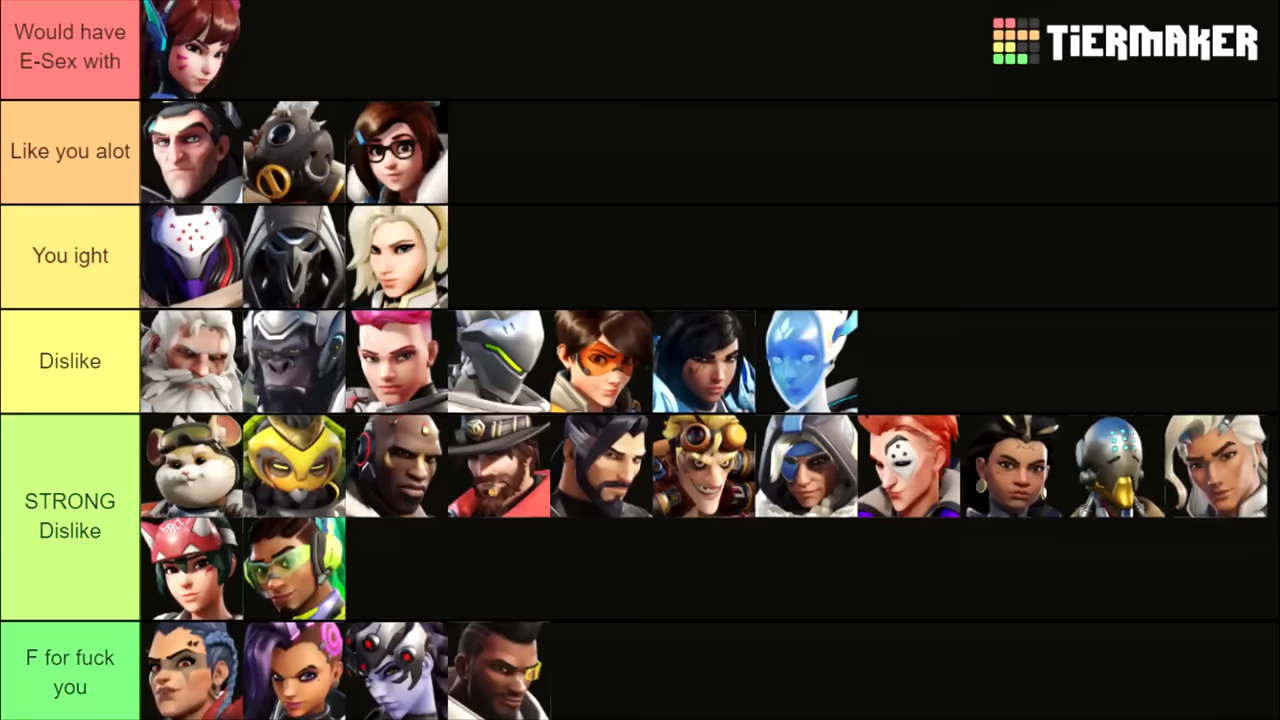 Would have
E-Sex with
TiERMAKER
Like you alot
You ight
Dislike
STRONG
Dislike
F for fuck
you